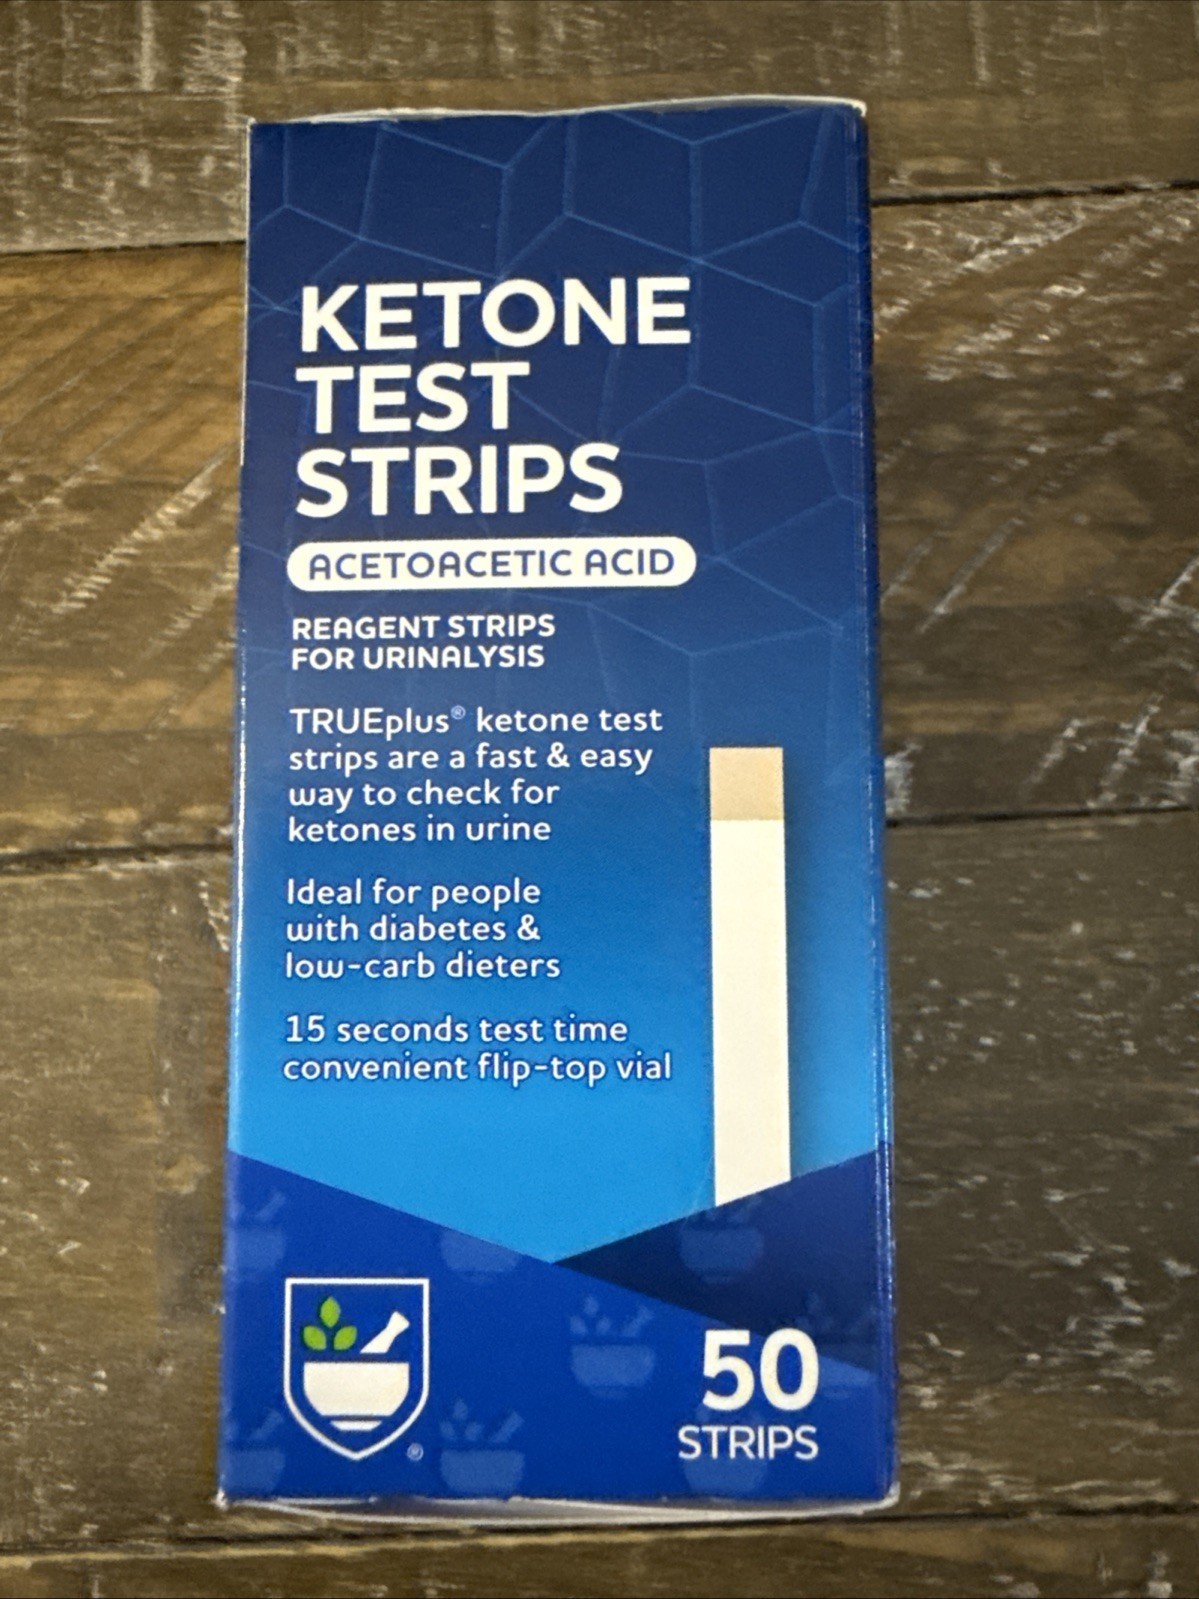 KETONE
TEST
STRIPS
ACETOACETIC ACID
REAGENT STRIPS
FOR URINALYSIS
TRUEplus® ketone test
strips are a fast & easy
way to check for
ketones in urine
Ideal for people
with diabetes &
low-carb dieters
15 seconds test time
convenient flip-top vial
®
50
STRIPS